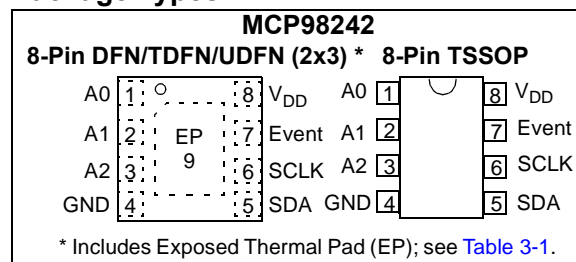 MCP98242
8-Pin DFN/TDFN/UDFN (2x3) * 8-Pin TSSOP
A0 1 8 VDD A0 1 8 VDD
A1 2 EP 7 Event A1 2 7 Event
A2 3 9 6 SCLK A2 3 6 SCLK
GND 4 5 SDA GND 4 5 SDA
* Includes Exposed Thermal Pad (EP); see Table 3-1.